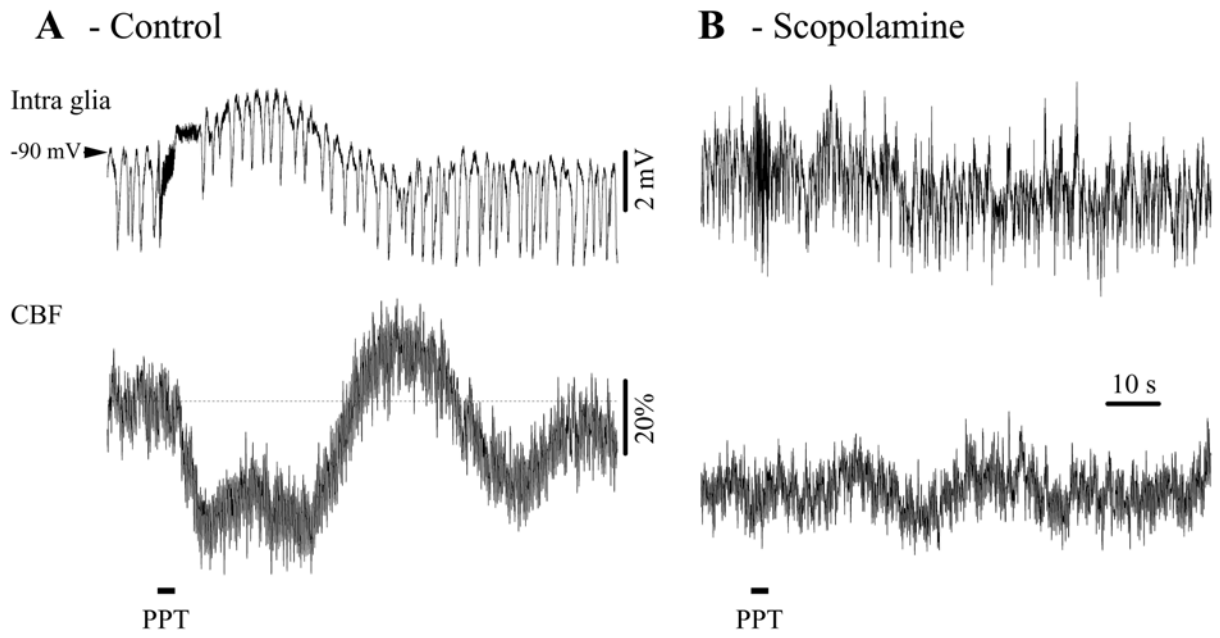 A - Control
B - Scopolamine
Intra glia
-90 mV
2 mV
CBF
20%
10 s
PPT
PPT